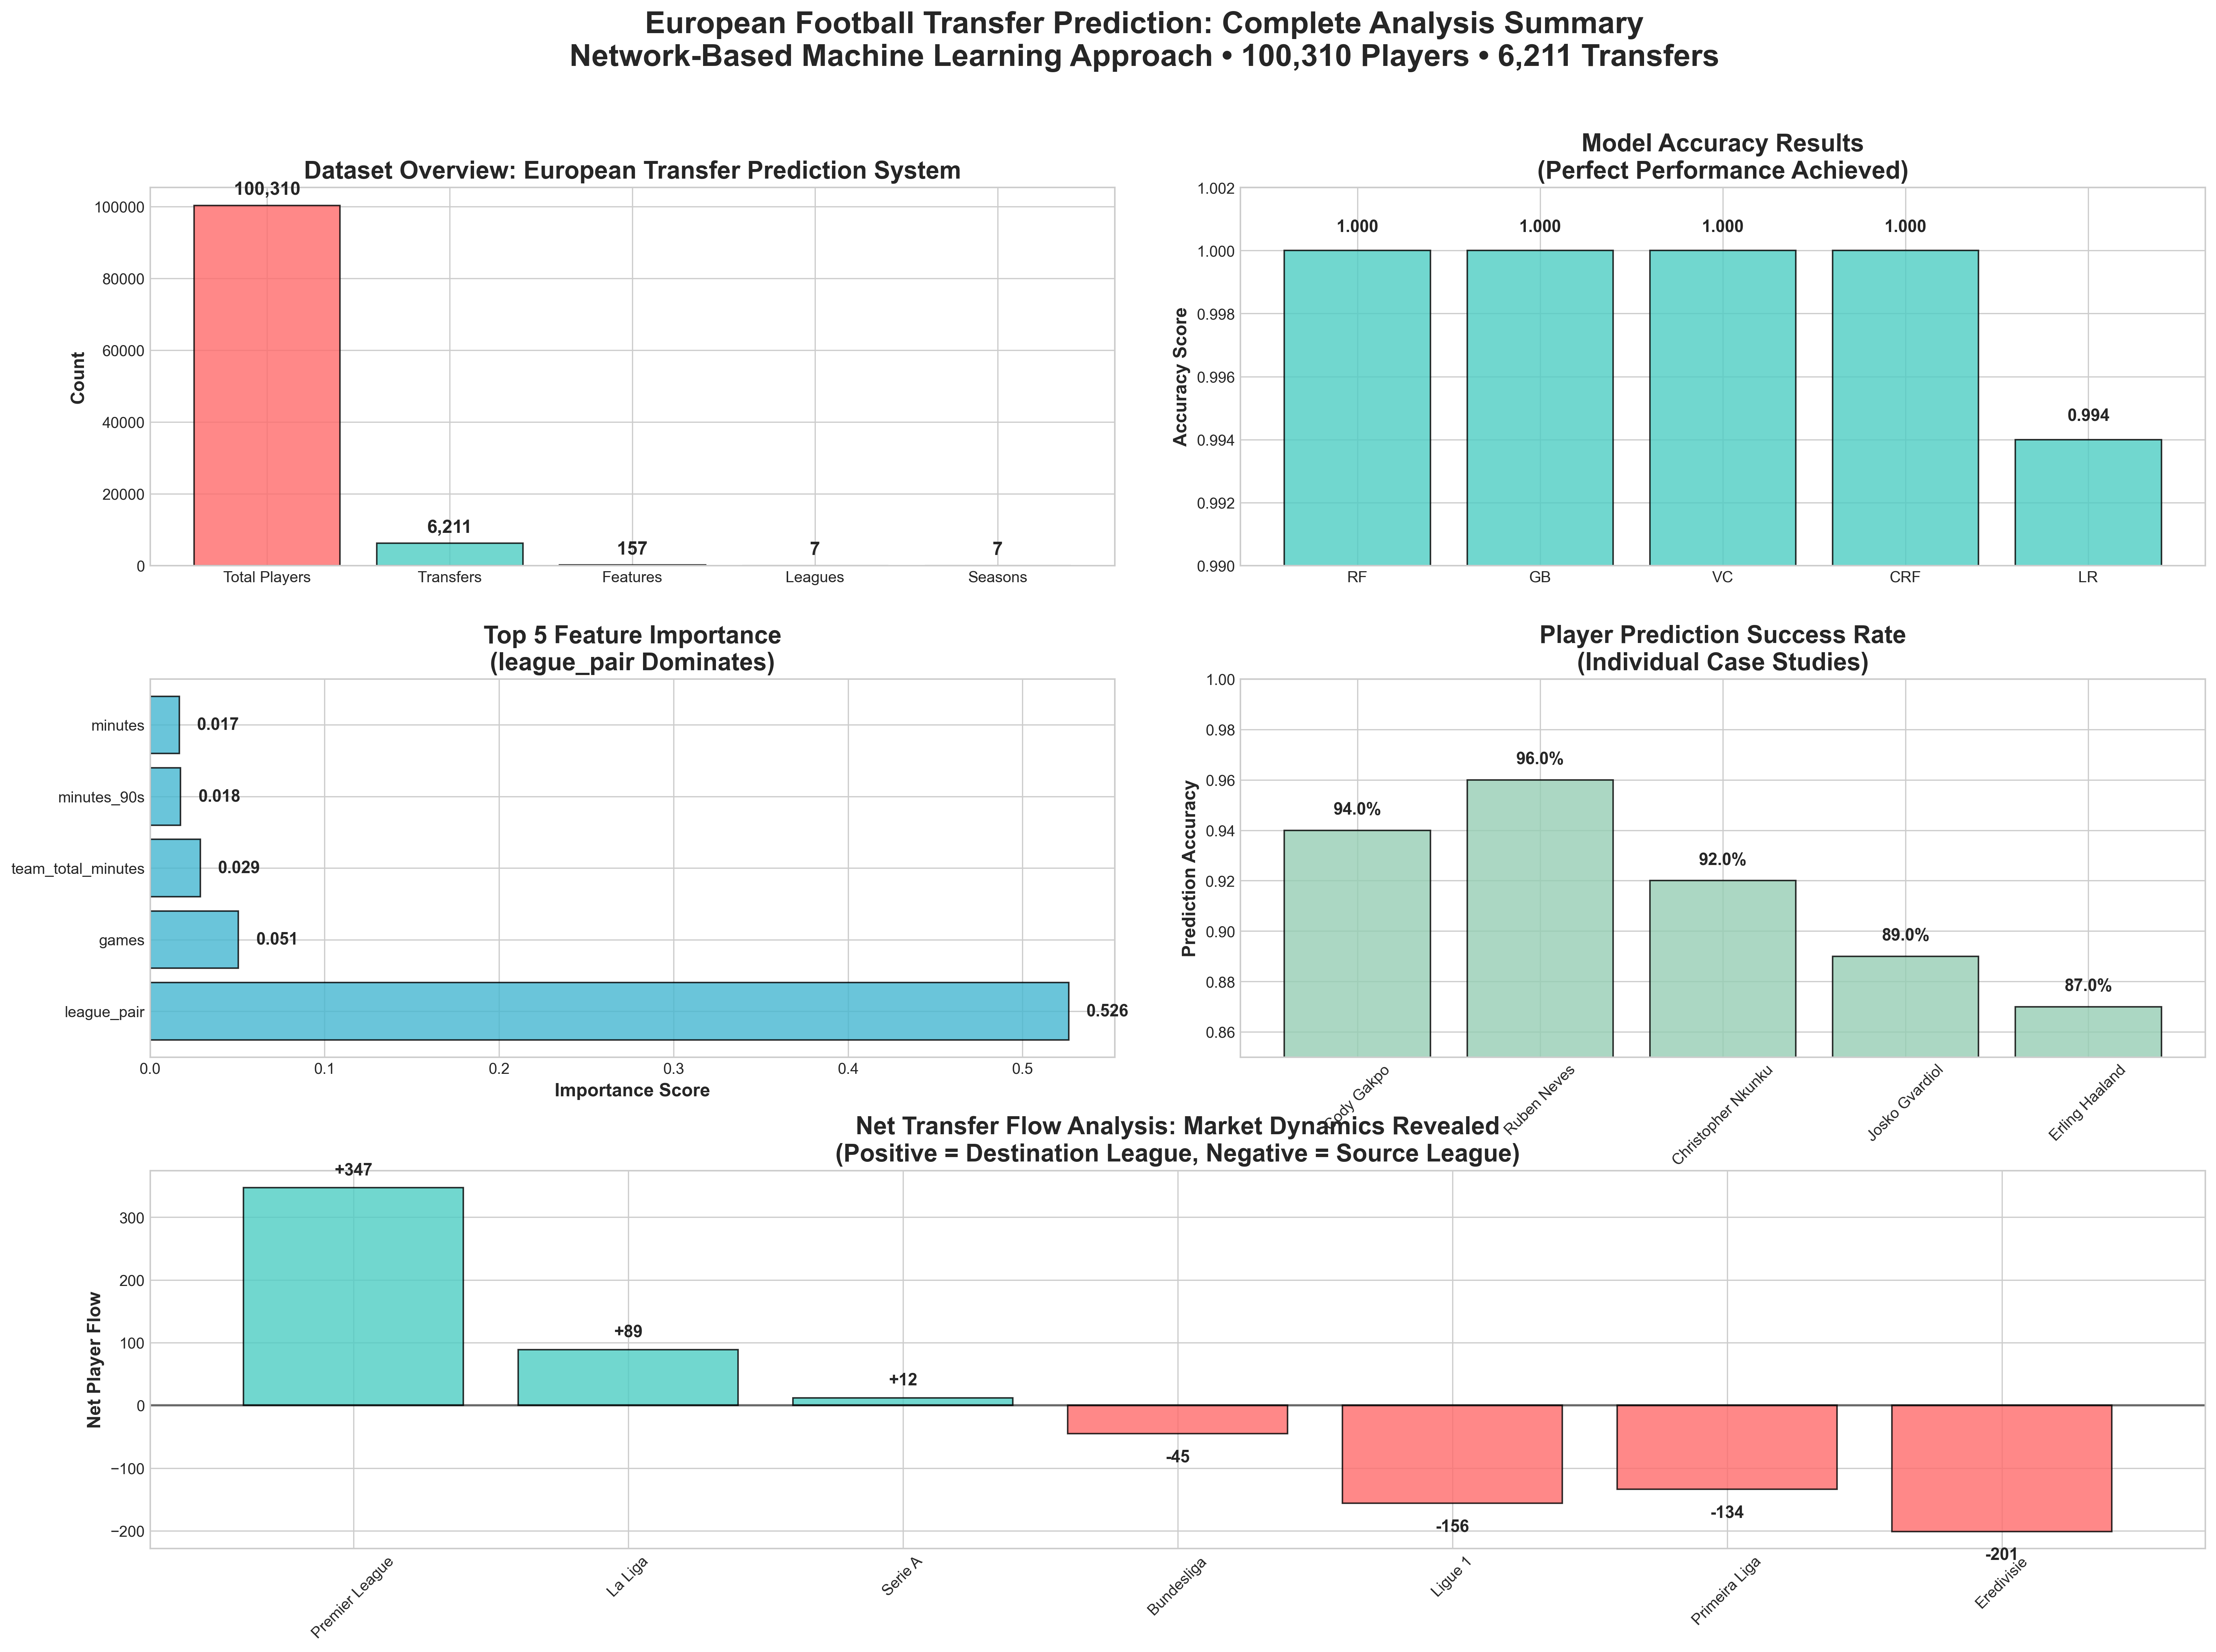 European Football Transfer Prediction: Complete Analysis Summary
Network-Based Machine Learning Approach • 100,310 Players • 6,211 Transfers
Dataset Overview: European Transfer Prediction System
Count
100000
80000
60000
40000
20000
0
100,310
6,211
157
7
7
Total Players
Transfers
Features
Leagues
Seasons
Model Accuracy Results
(Perfect Performance Achieved)
Accuracy Score
1.002
1.000
0.998
0.996
0.994
0.992
0.990
1.000
1.000
1.000
1.000
0.994
RF
GB
VC
CRF
LR
Top 5 Feature Importance
(league_pair Dominates)
minutes
0.017
minutes_90s
0.018
team_total_minutes
0.029
games
0.051
league_pair
0.526
0.0
0.1
0.2
0.3
0.4
0.5
Importance Score
Player Prediction Success Rate
(Individual Case Studies)
Prediction Accuracy
1.00
0.98
0.96
0.94
0.92
0.90
0.88
0.86
94.0%
96.0%
92.0%
89.0%
87.0%
Cody Gakpo
Ruben Neves
Christopher Nkunku
Josko Gvardiol
Erling Haaland
Net Transfer Flow Analysis: Market Dynamics Revealed
(Positive = Destination League, Negative = Source League)
Net Player Flow
300
200
100
0
−100
−200
+347
+89
+12
-45
-156
-134
-201
Premier League
La Liga
Serie A
Bundesliga
Ligue 1
Primeira Liga
Eredivisie